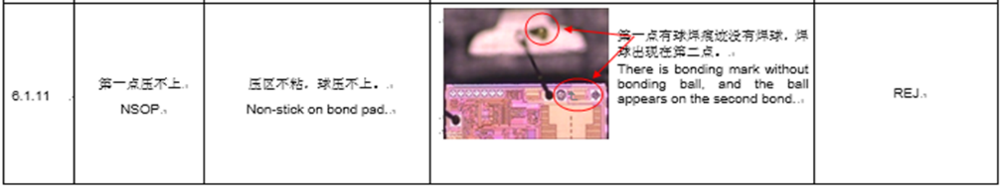 6.1.11
第一点压不上
NSOP
压区不粘，球压不上。
Non-stick on bond pad.
第一点有球焊痕迹没有焊球，焊
球出现在第二点。
There is bonding mark without
bonding ball, and the ball
appears on the second bond.
REJ.